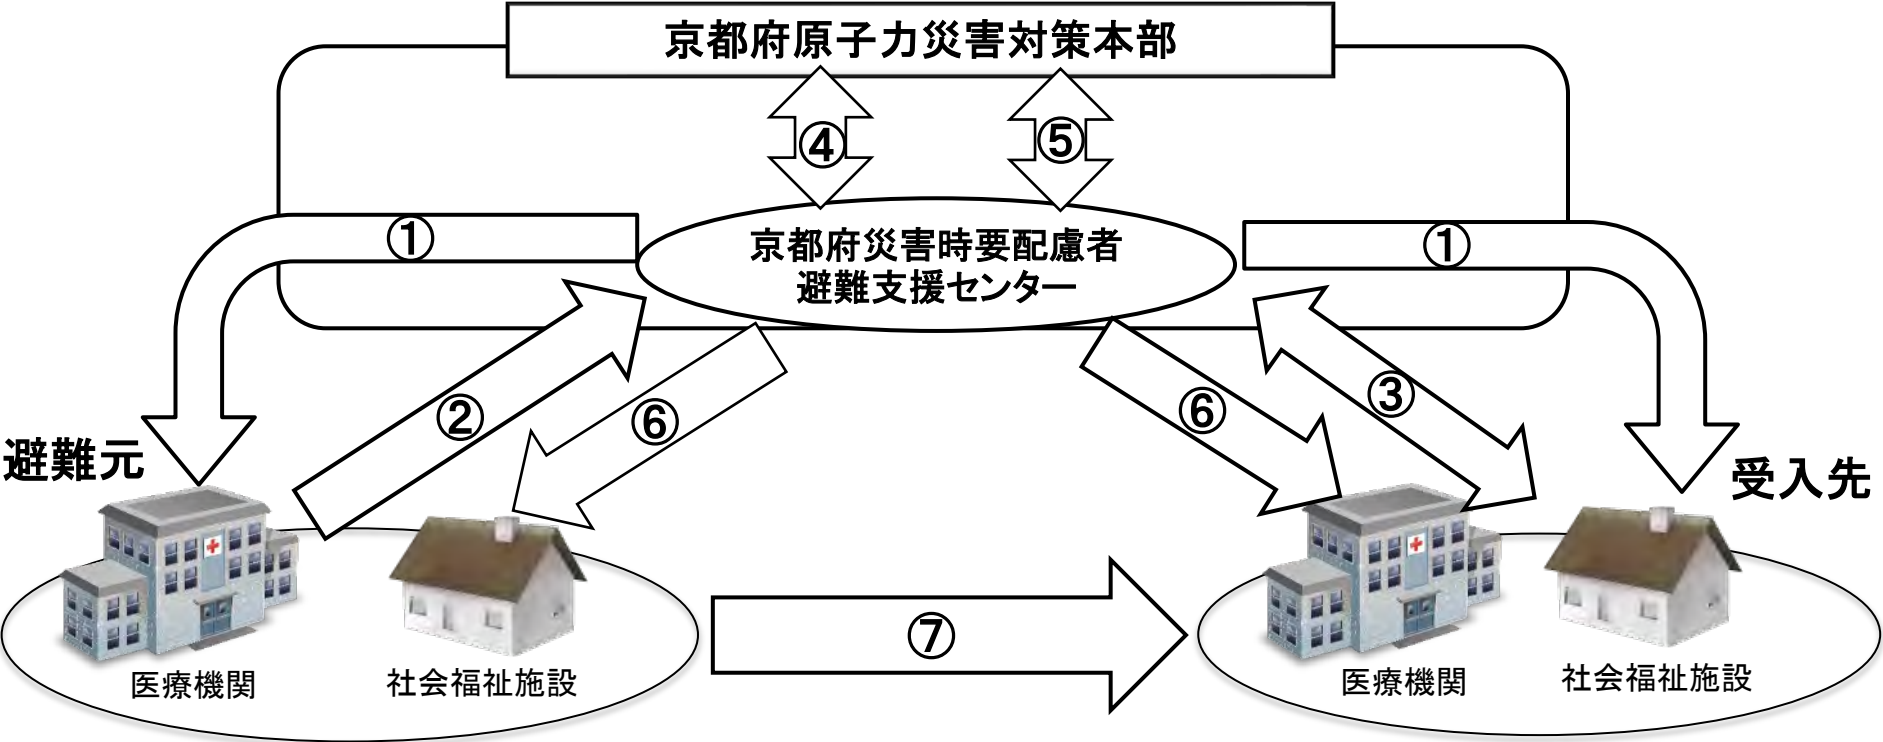 京都府原子力災害対策本部
④
⑤
①
京都府災害時要配慮者
避難支援センター
①
②
⑥
⑥
③
避難元
受入先
⑦
医療機関
社会福祉施設
医療機関
社会福祉施設